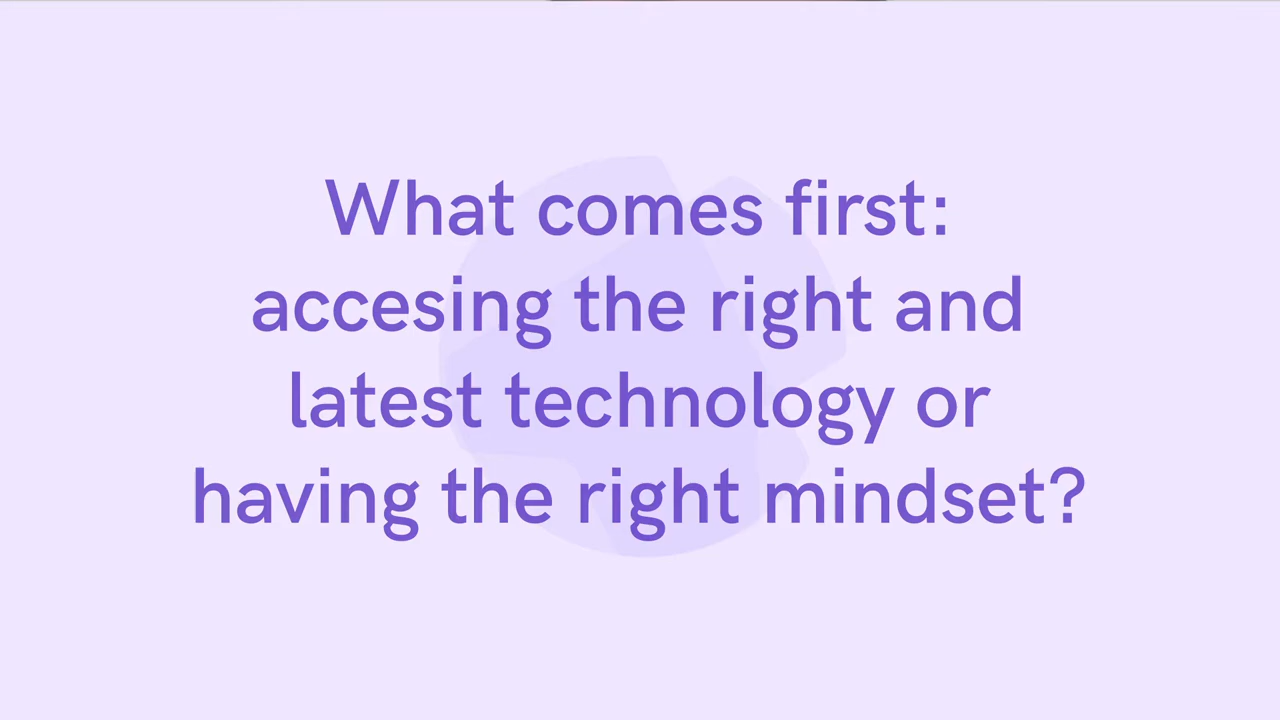 What comes first:
accesing the right and
latest technology or
having the right mindset?